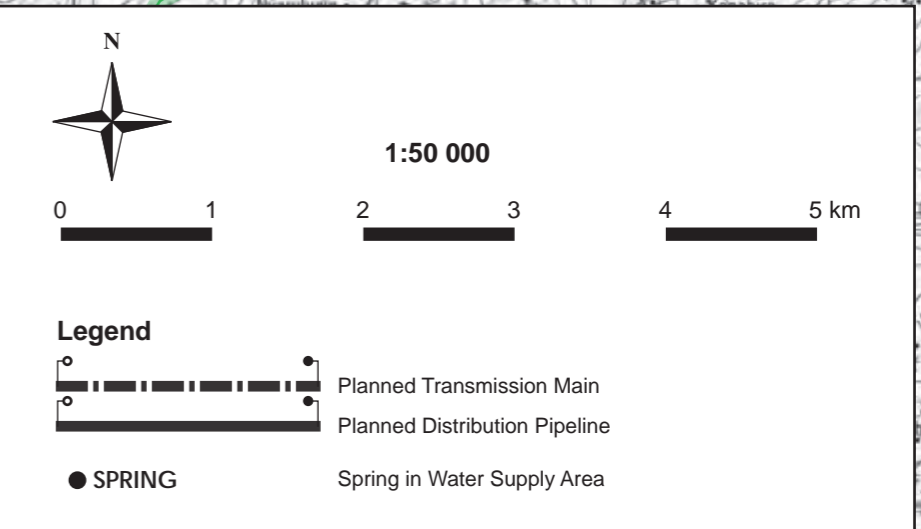 N
1:50 000
0 1 2 3 4 5 km
Legend
Planned Transmission Main
Planned Distribution Pipeline
SPRING Spring in Water Supply Area